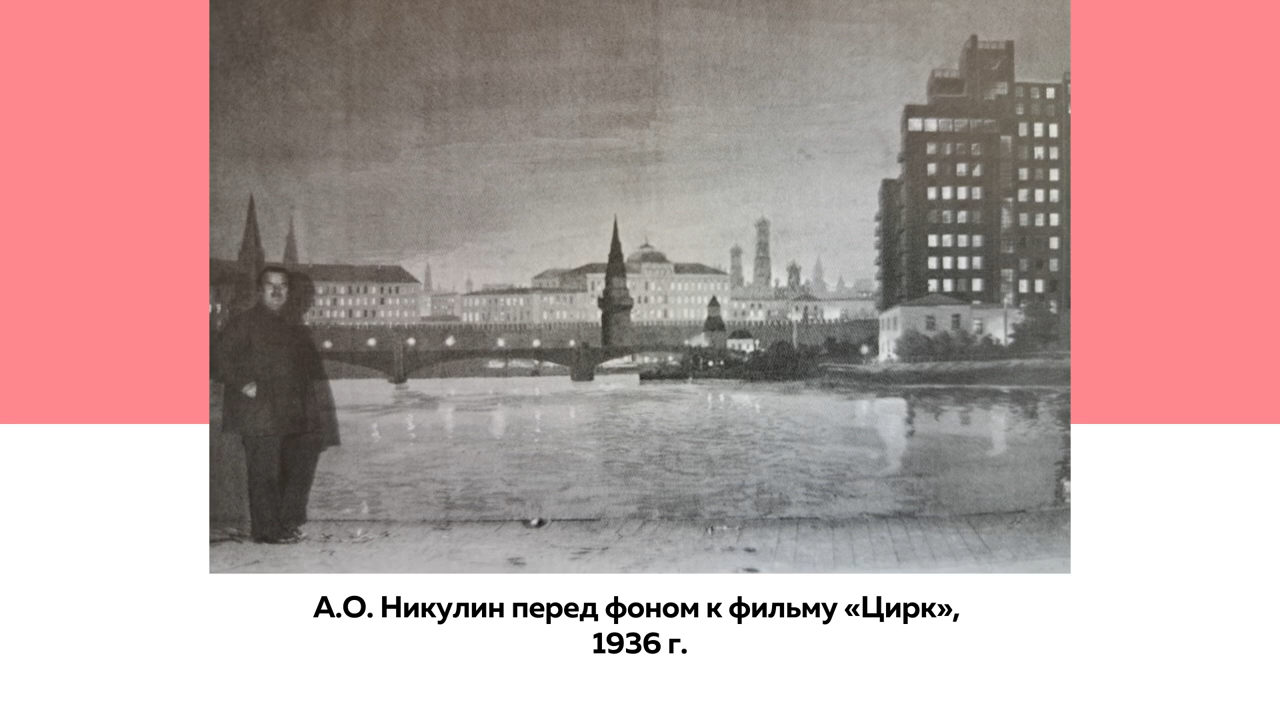 А.О. Никулин перед фоном к фильму «Цирк»,
1936 г.